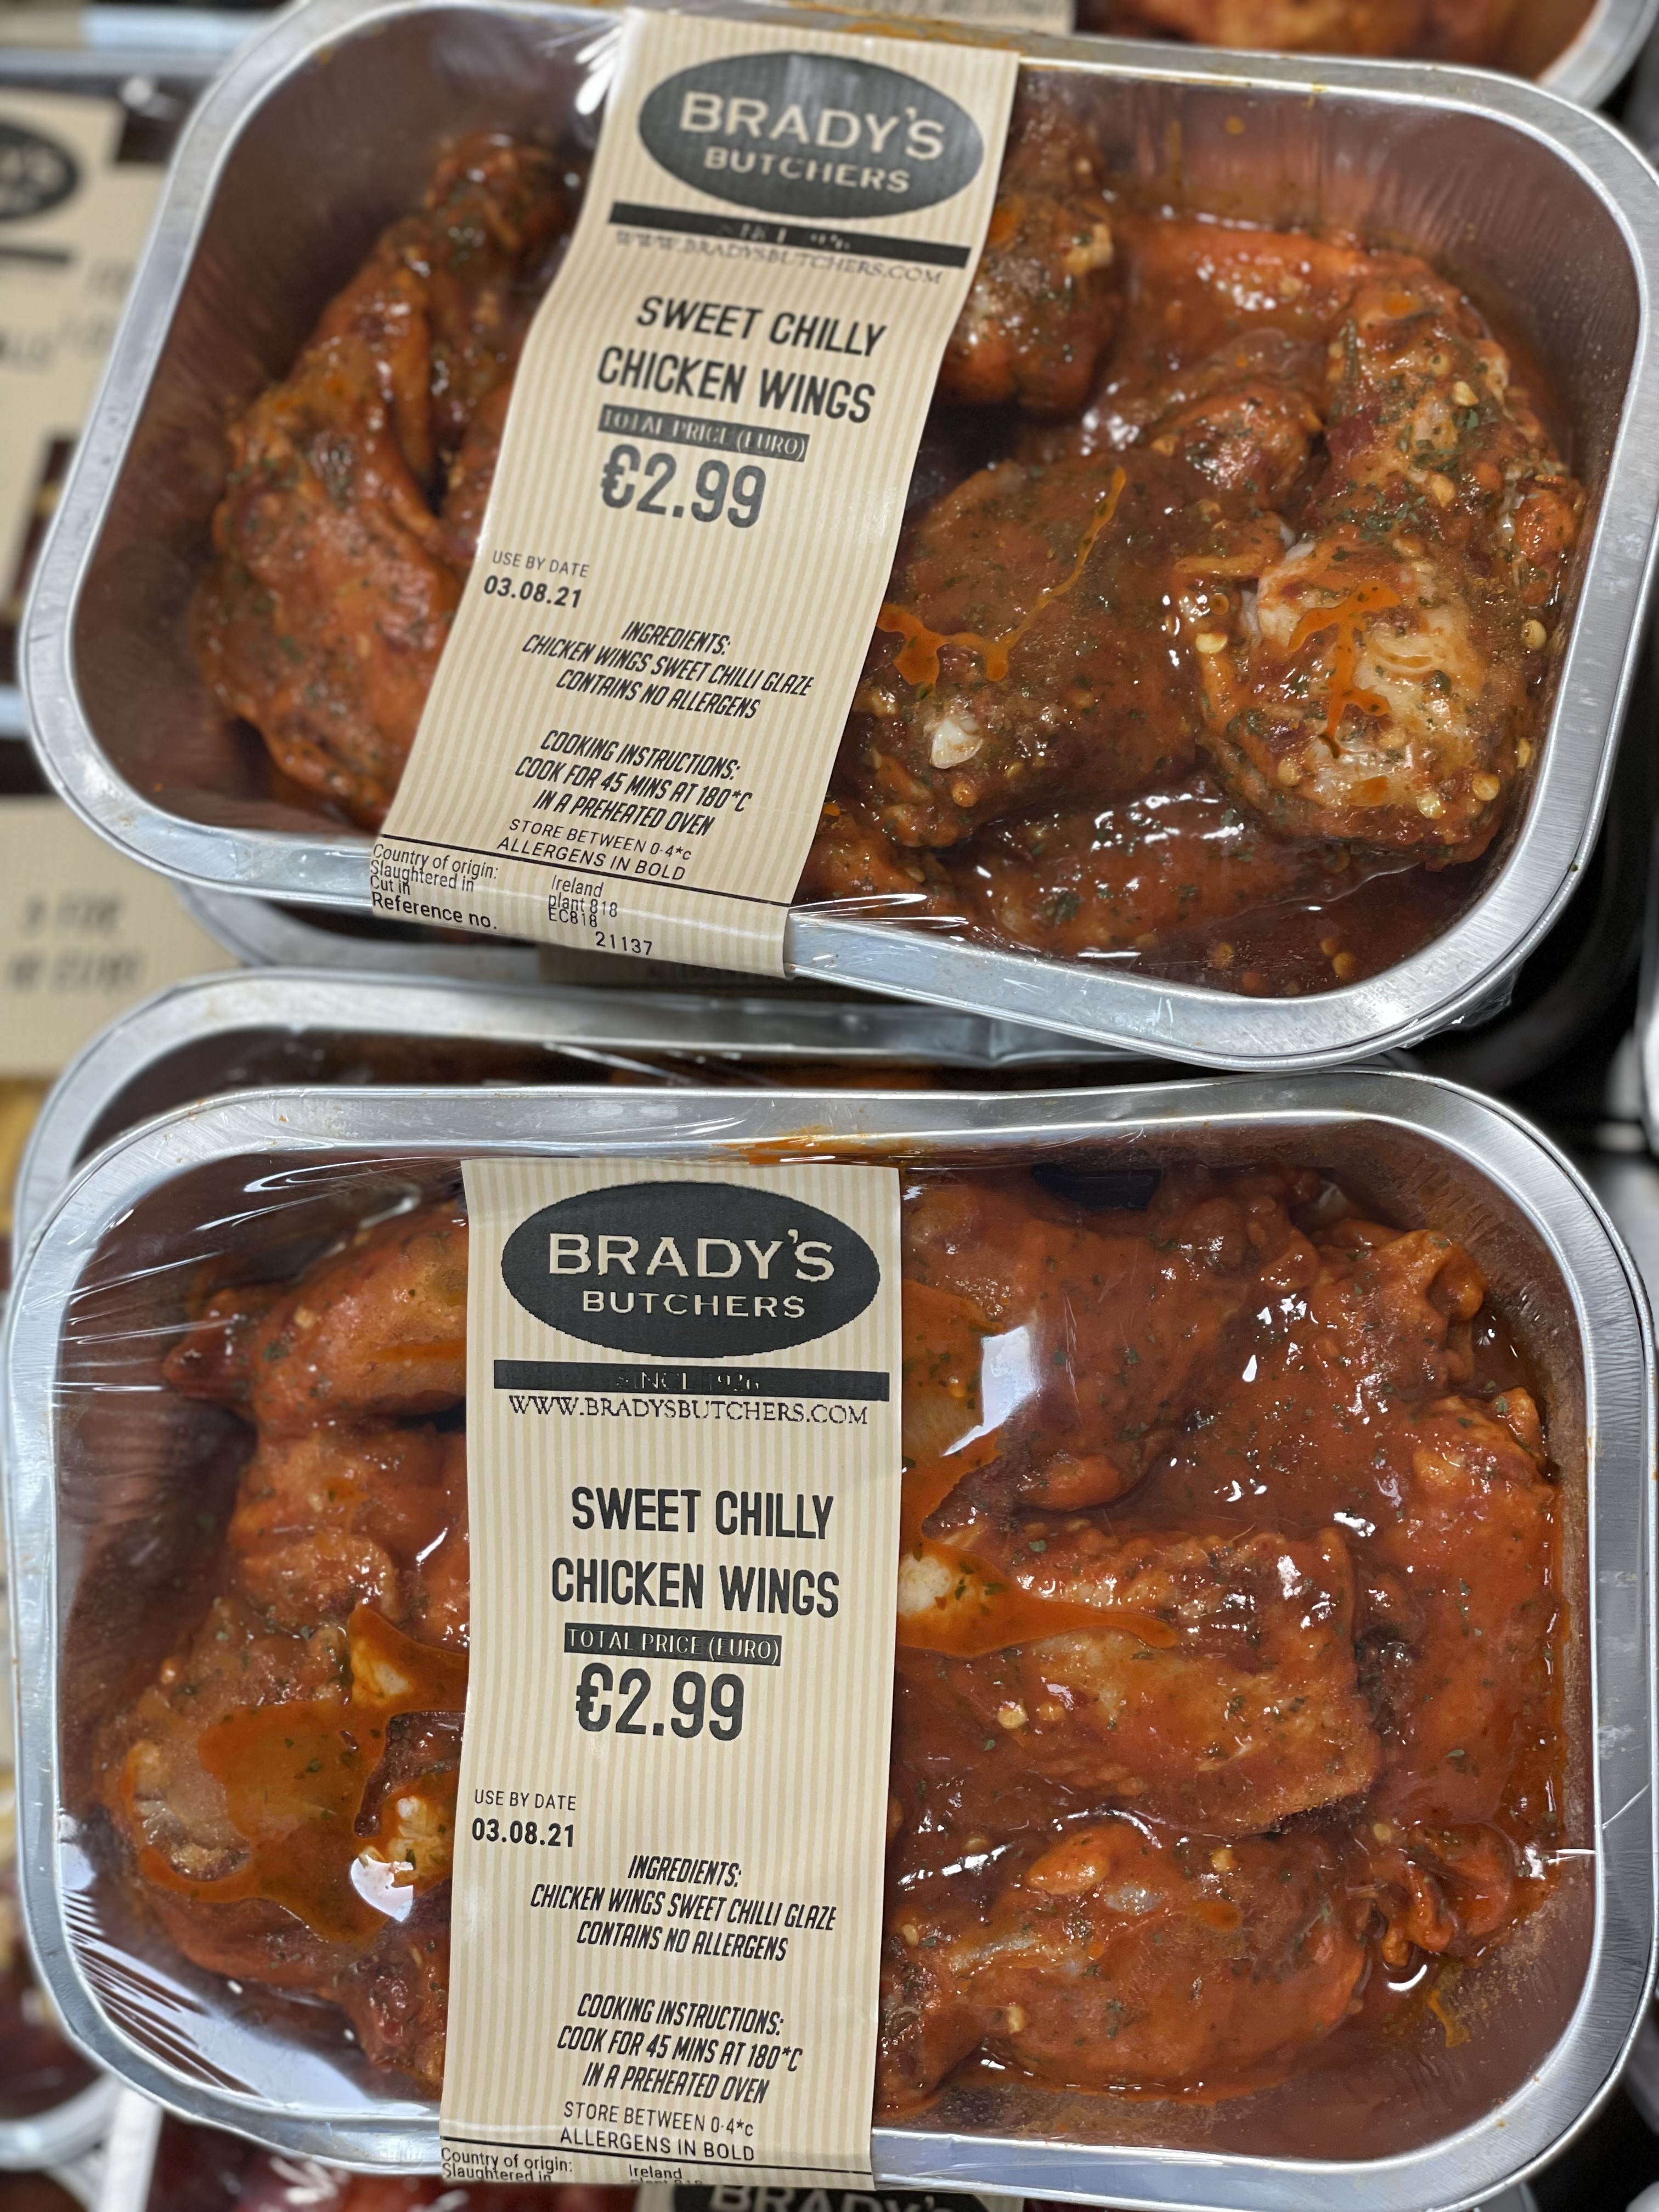 BRADY'S
BUTCHERS
WWW.BRADYSBUTCHERS.COM
SWEET CHILLY
CHICKEN WINGS
TOTAL PRICE (EURO)
€2.99
USE BY DATE
03.08.21
INGREDIENTS:
CHICKEN WINGS SWEET CHILLI GLAZE
CONTAINS NO ALLERGENS
COOKING INSTRUCTIONS:
COOK FOR 45 MINS AT 180*C
IN A PREHEATED OVEN
STORE BETWEEN 0-4*c
ALLERGENS IN BOLD
Country of origin: Ireland
Slaughtered in plant 818
Cut in EC818
Reference no. 21137
BRADY'S
BUTCHERS
SINCE 1926
WWW.BRADYSBUTCHERS.COM
SWEET CHILLY
CHICKEN WINGS
TOTAL PRICE (EURO)
€2.99
USE BY DATE
03.08.21
INGREDIENTS:
CHICKEN WINGS SWEET CHILLI GLAZE
CONTAINS NO ALLERGENS
COOKING INSTRUCTIONS:
COOK FOR 45 MINS AT 180*C
IN A PREHEATED OVEN
STORE BETWEEN 0-4*c
ALLERGENS IN BOLD
Country of origin: Ireland
Slaughtered in plant 818
BRADY'S